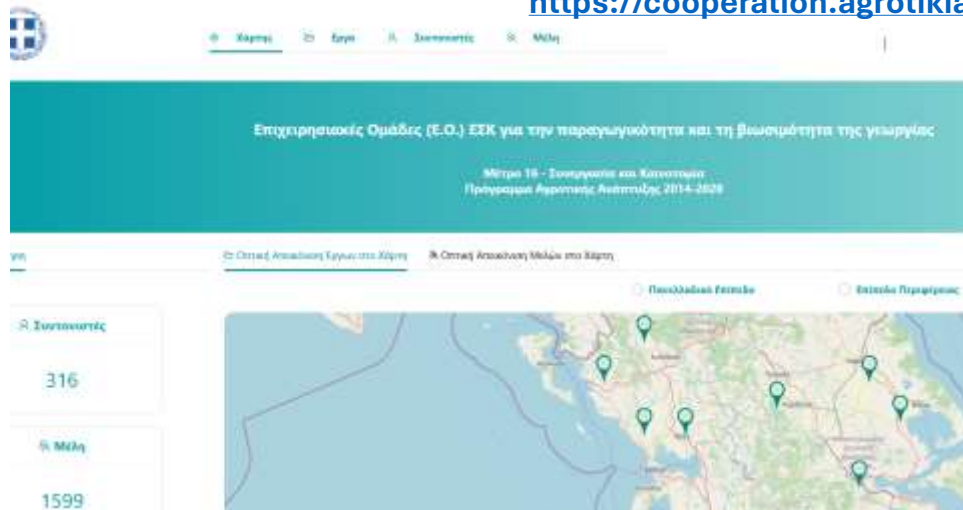 https://cooperation.agrotikia
Χάρτης Έργα Συντονιστές Μέλη
Επιχειρησιακές Ομάδες (Ε.Ο.) ΕΣΚ για την παραγωγικότητα και τη βιωσιμότητα της γεωργίας
Μέτρο 16 - Συνεργασία και Καινοτομία
Πρόγραμμα Αγροτικής Ανάπτυξης 2014-2020
Οπτική Απεικόνιση Έργων στο Χάρτη Οπτική Απεικόνιση Μελών στο Χάρτη
Πανελλαδικό Επίπεδο Επίπεδο Περιφέρειας
Συντονιστές
316
Μέλη
1599